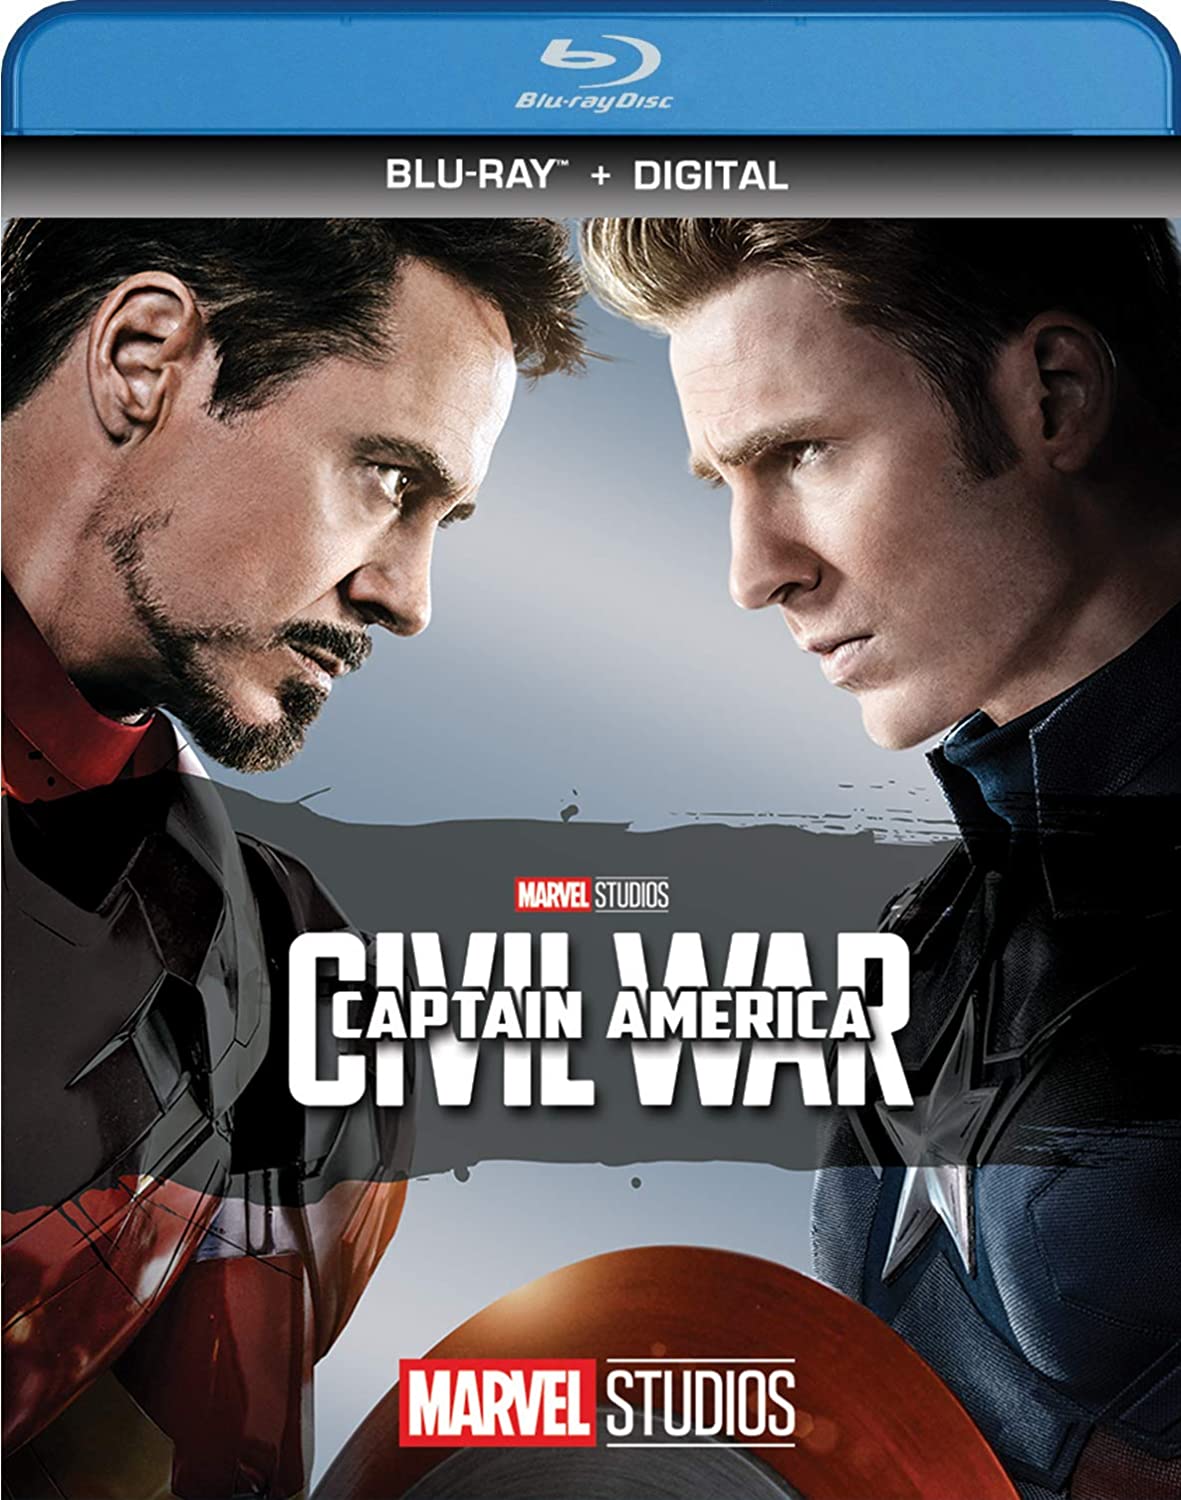 Blu-ray Disc
BLU-RAY™ + DIGITAL
MARVEL STUDIOS
CIVIL WAR
CAPTAIN AMERICA
MARVEL STUDIOS